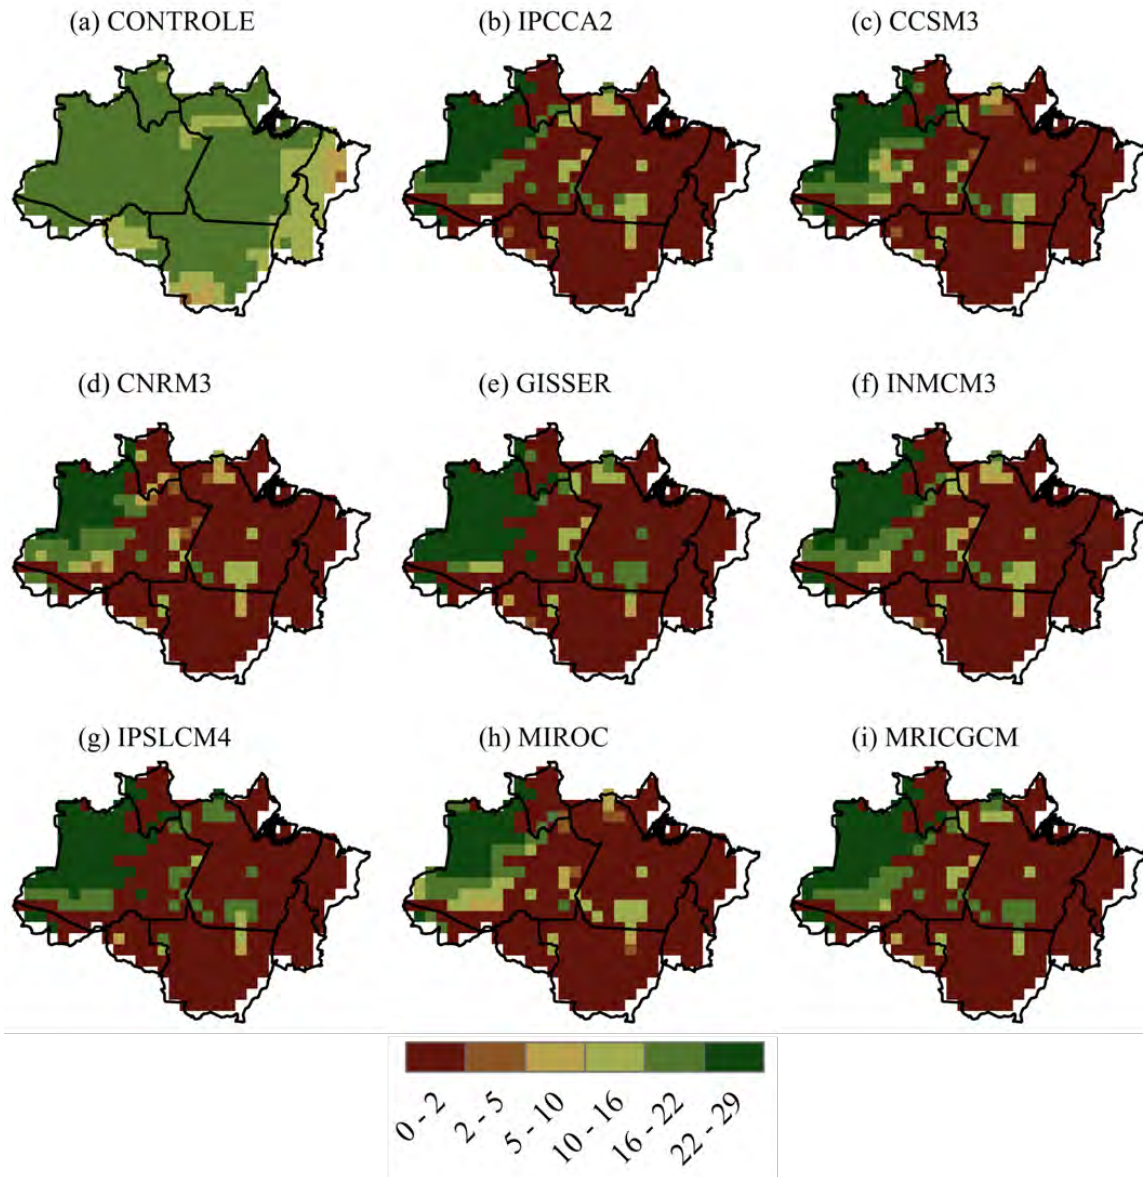 (a) CONTROLE
(b) IPCCA2
(c) CCSM3
(d) CNRM3
(e) GISSER
(f) INMCM3
(g) IPSLCM4
(h) MIROC
(i) MRICGCM
0 - 2
2 - 5
5 - 10
10 - 16
16 - 22
22 - 29